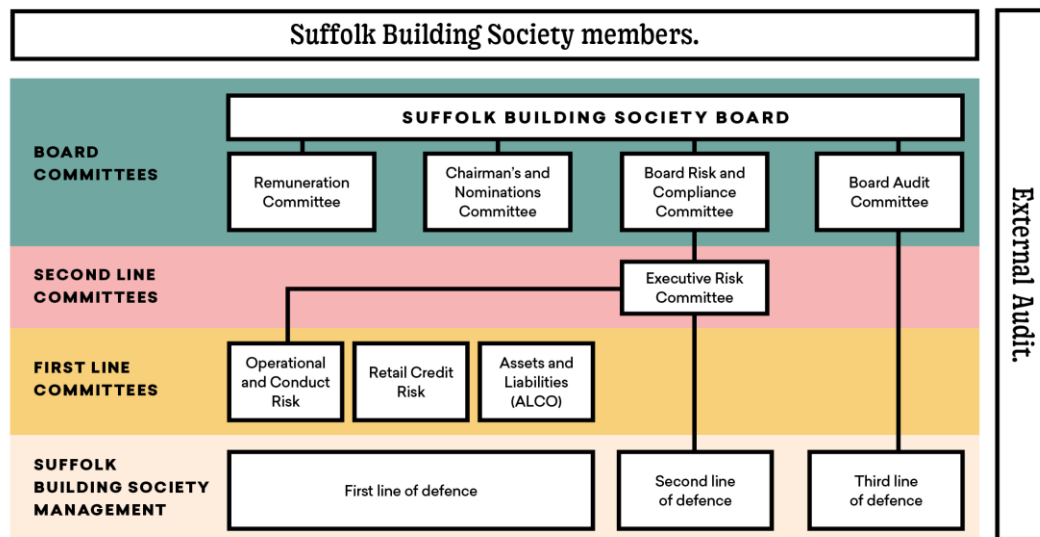 Suffolk Building Society members.
BOARD
COMMITTEES
SUFFOLK BUILDING SOCIETY BOARD
Remuneration
Committee
Chairman's and
Nominations
Committee
Board Risk and
Compliance
Committee
Board Audit
Committee
SECOND LINE
COMMITTEES
Executive Risk
Committee
FIRST LINE
COMMITTEES
Operational
and Conduct
Risk
Retail Credit
Risk
Assets and
Liabilities
(ALCO)
SUFFOLK
BUILDING SOCIETY
MANAGEMENT
First line of defence
Second line
of defence
Third line
of defence
External Audit.